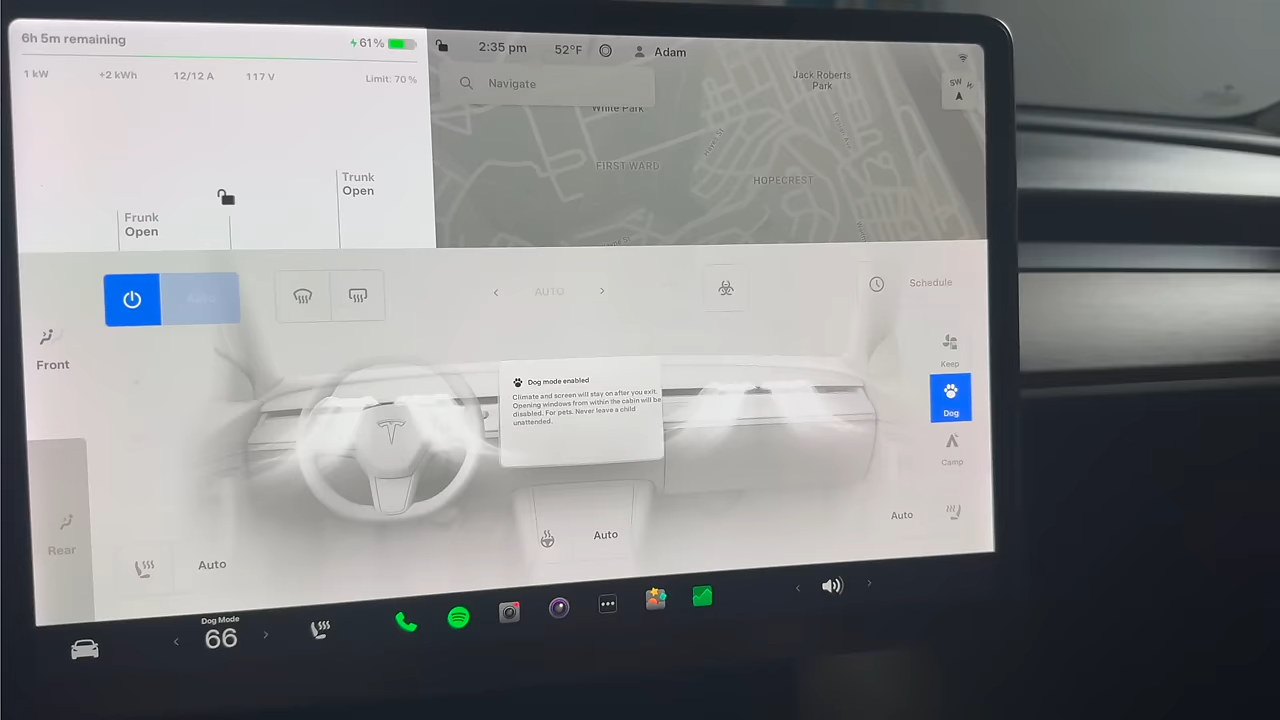 6h 5m remaining
61%
1 kW
+2 kWh
12/12 A
117 V
Limit: 70%
2:35 pm
52°F
Adam
Navigate
Jack Roberts
Park
SW
White Park
FIRST WARD
HOPECREST
Trunk
Open
Frunk
Open
Auto
AUTO
Schedule
Front
Keep
Dog mode enabled
Climate and screen will stay on after you exit.
Opening windows from within the cabin will be
disabled. For pets. Never leave a child
unattended.
Dog
Camp
Auto
Auto
Rear
Auto
Dog Mode
66